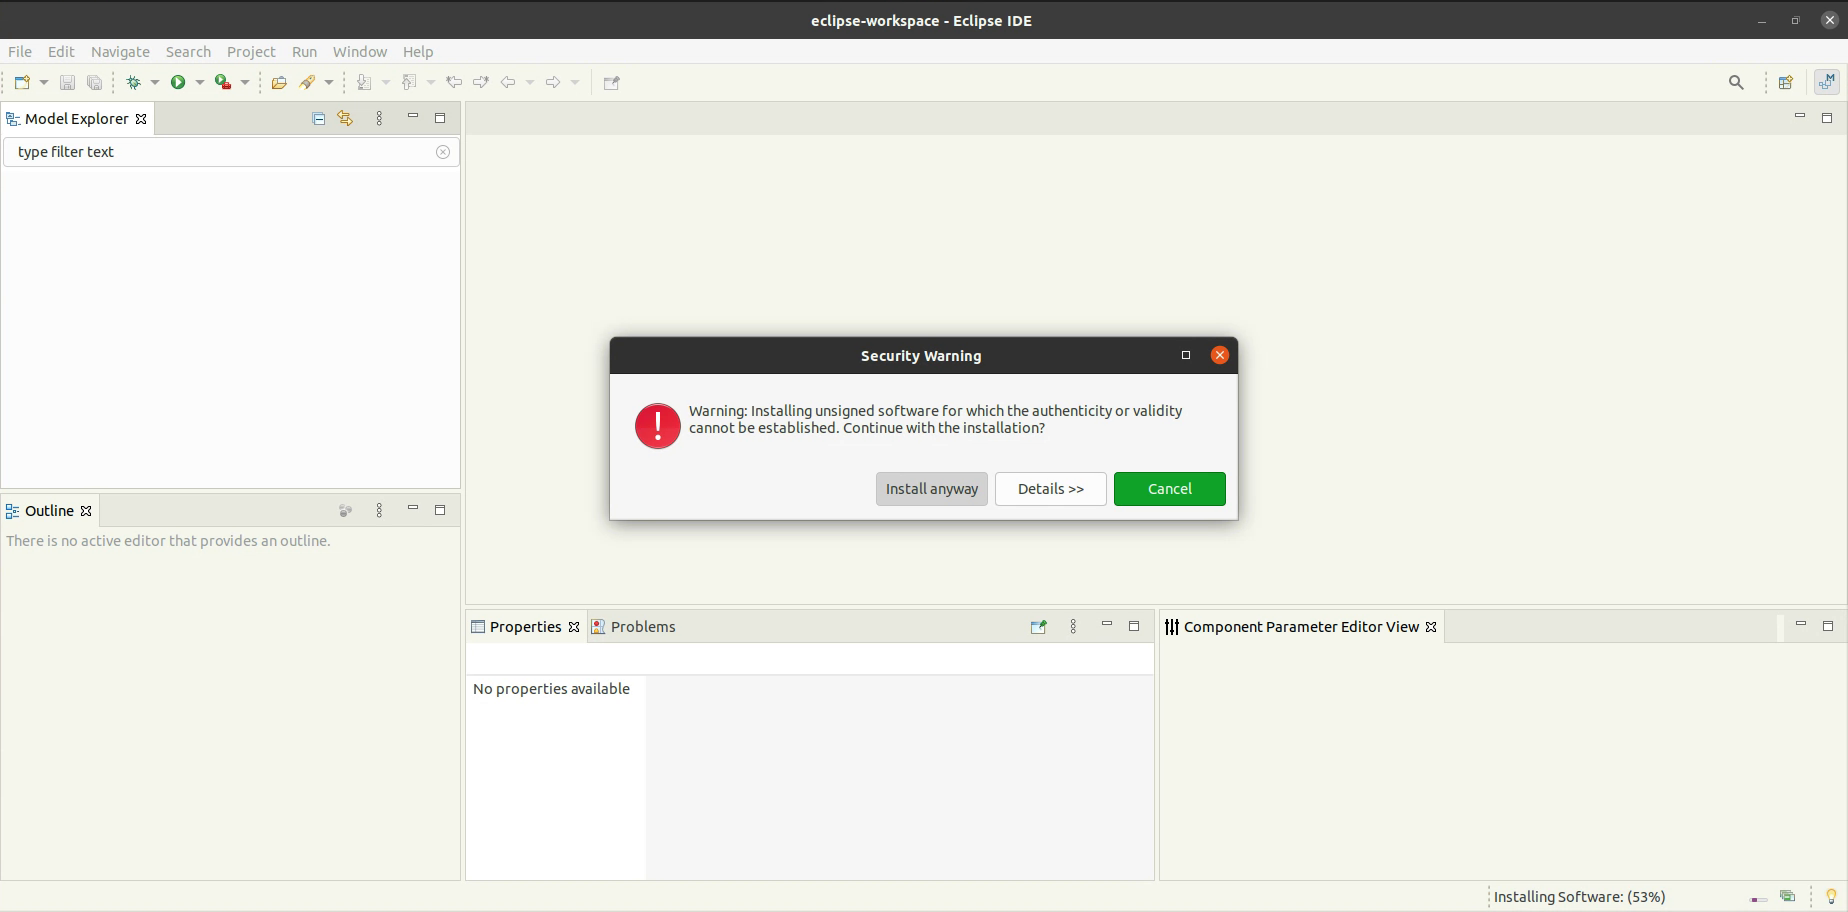 eclipse-workspace - Eclipse IDE
File Edit Navigate Search Project Run Window Help
Model Explorer
type filter text
Security Warning
Warning: Installing unsigned software for which the authenticity or validity
cannot be established. Continue with the installation?
Install anyway Details >> Cancel
Outline
There is no active editor that provides an outline.
Properties Problems
No properties available
Component Parameter Editor View
Installing Software: (53%)